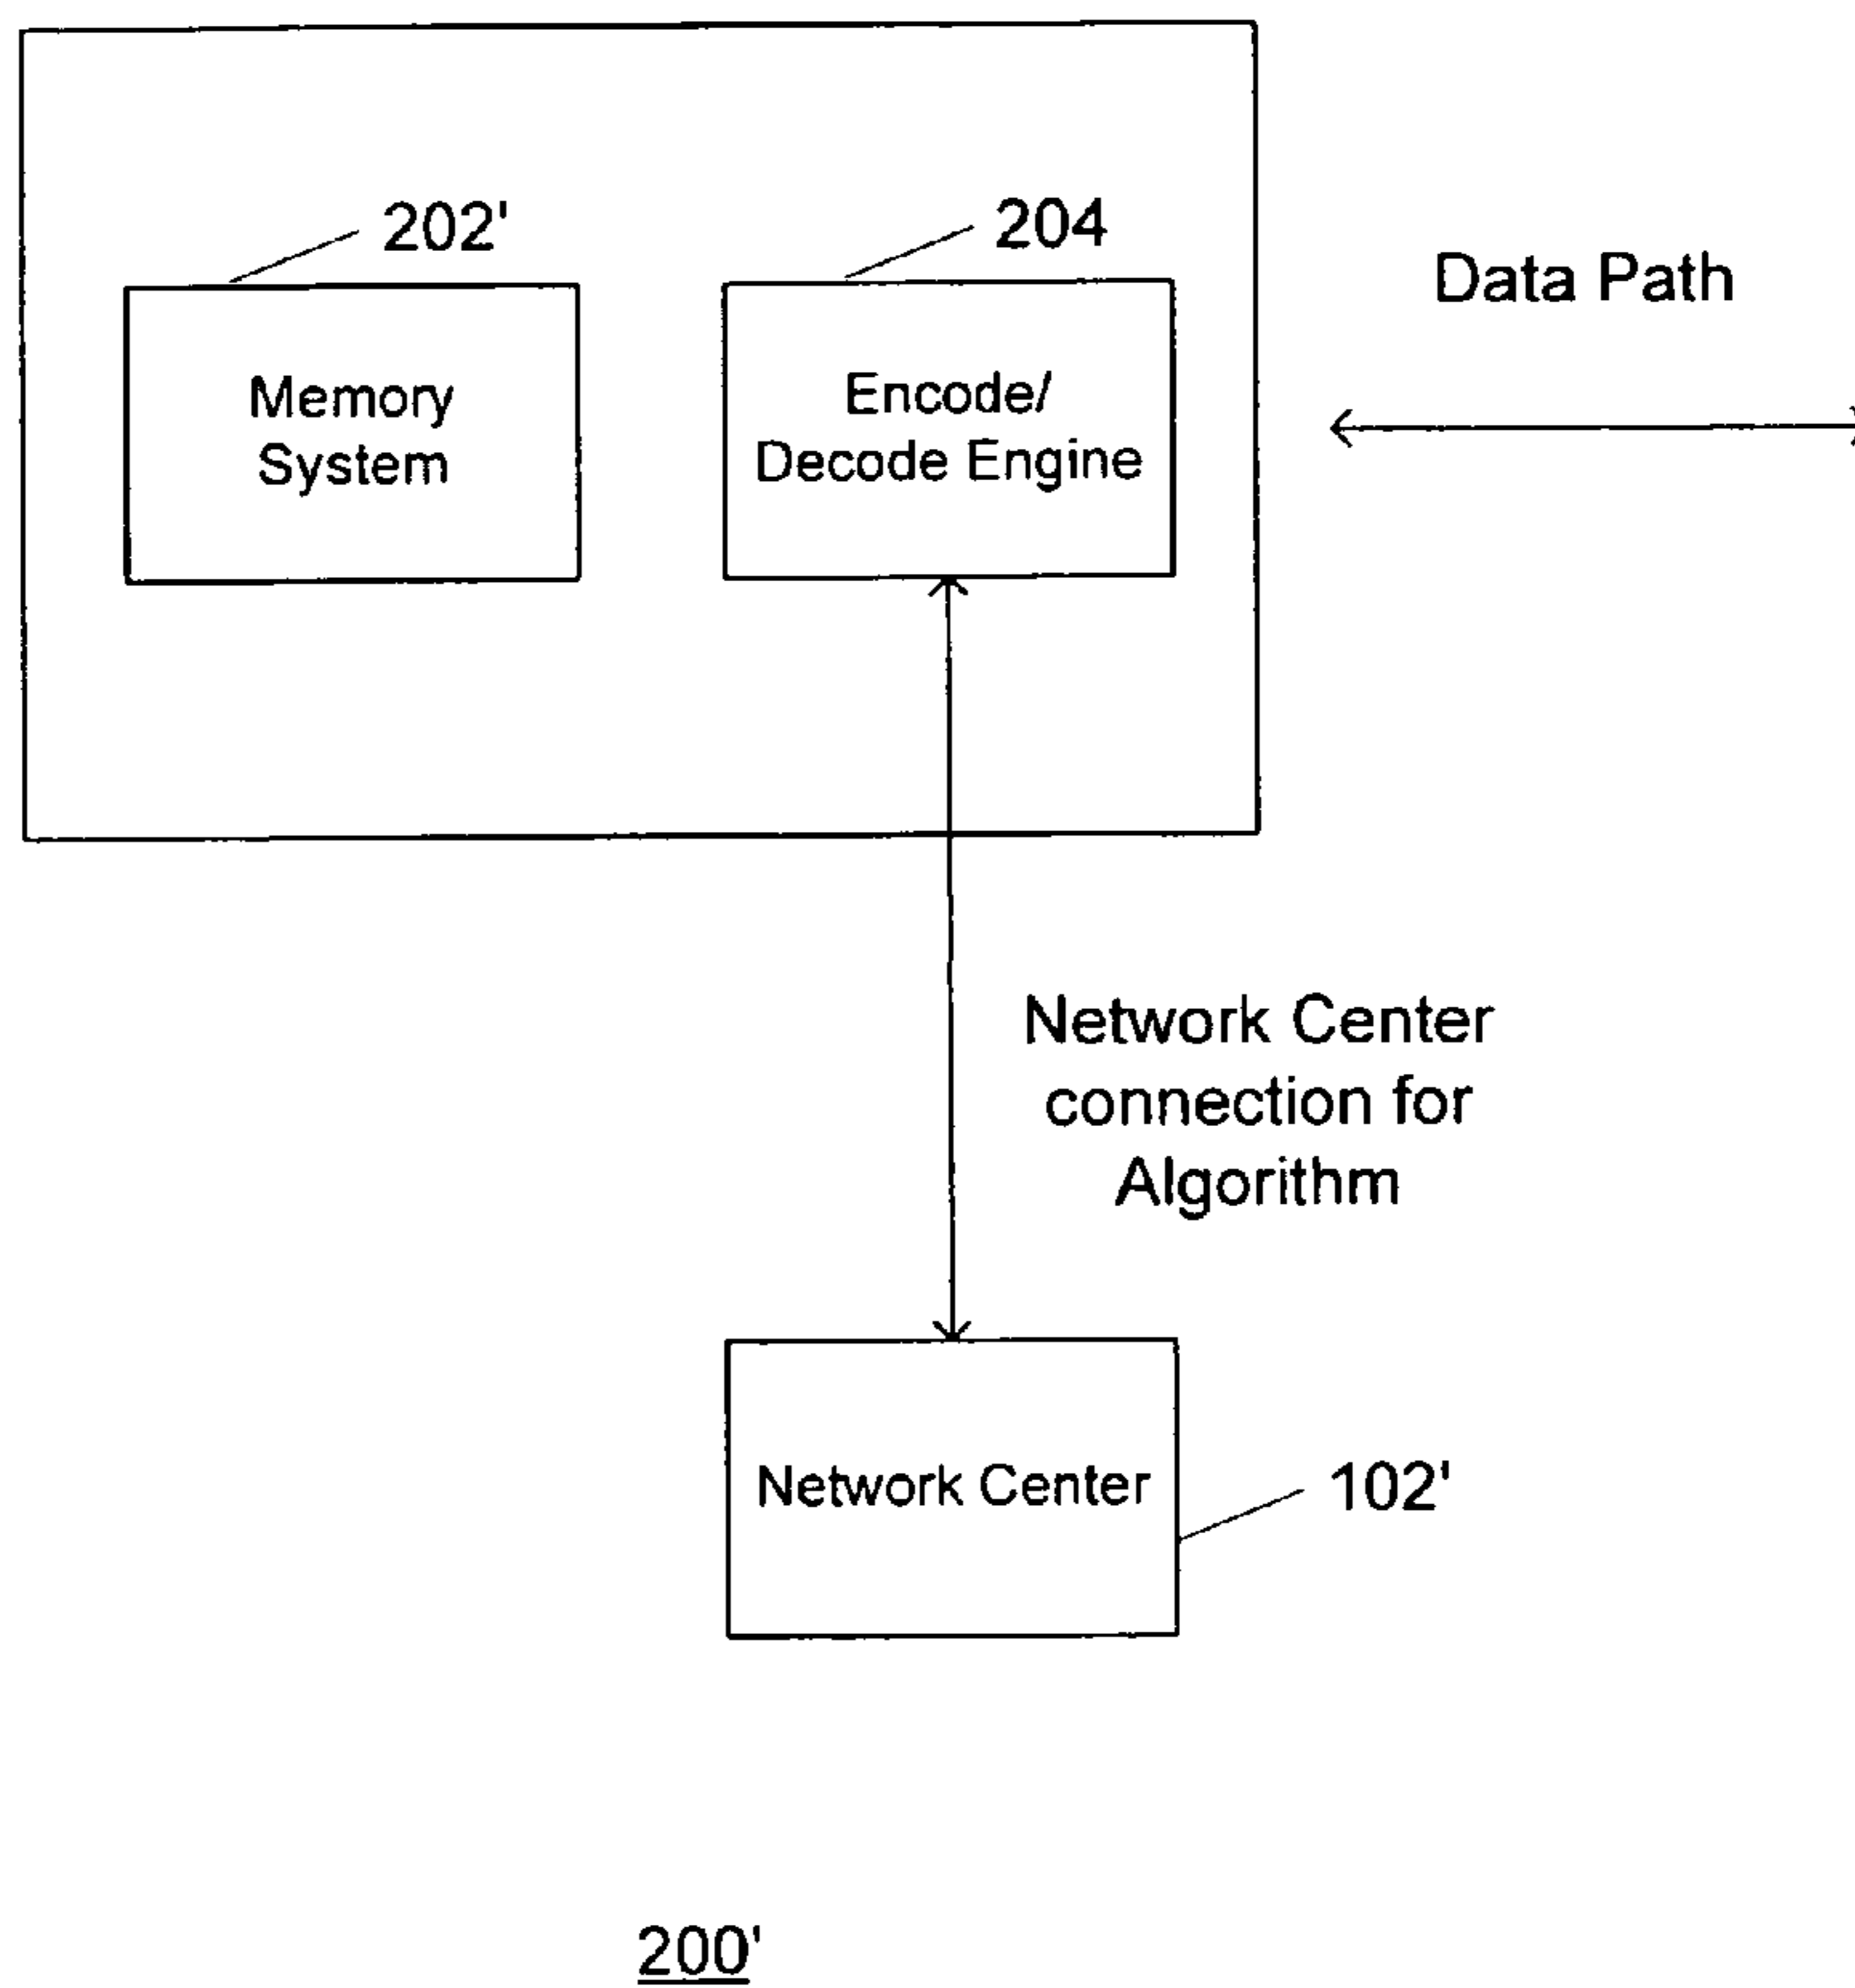 202'
204
Data Path
Memory
System
Encode/
Decode Engine
Network Center
connection for
Algorithm
Network Center
102'
200'